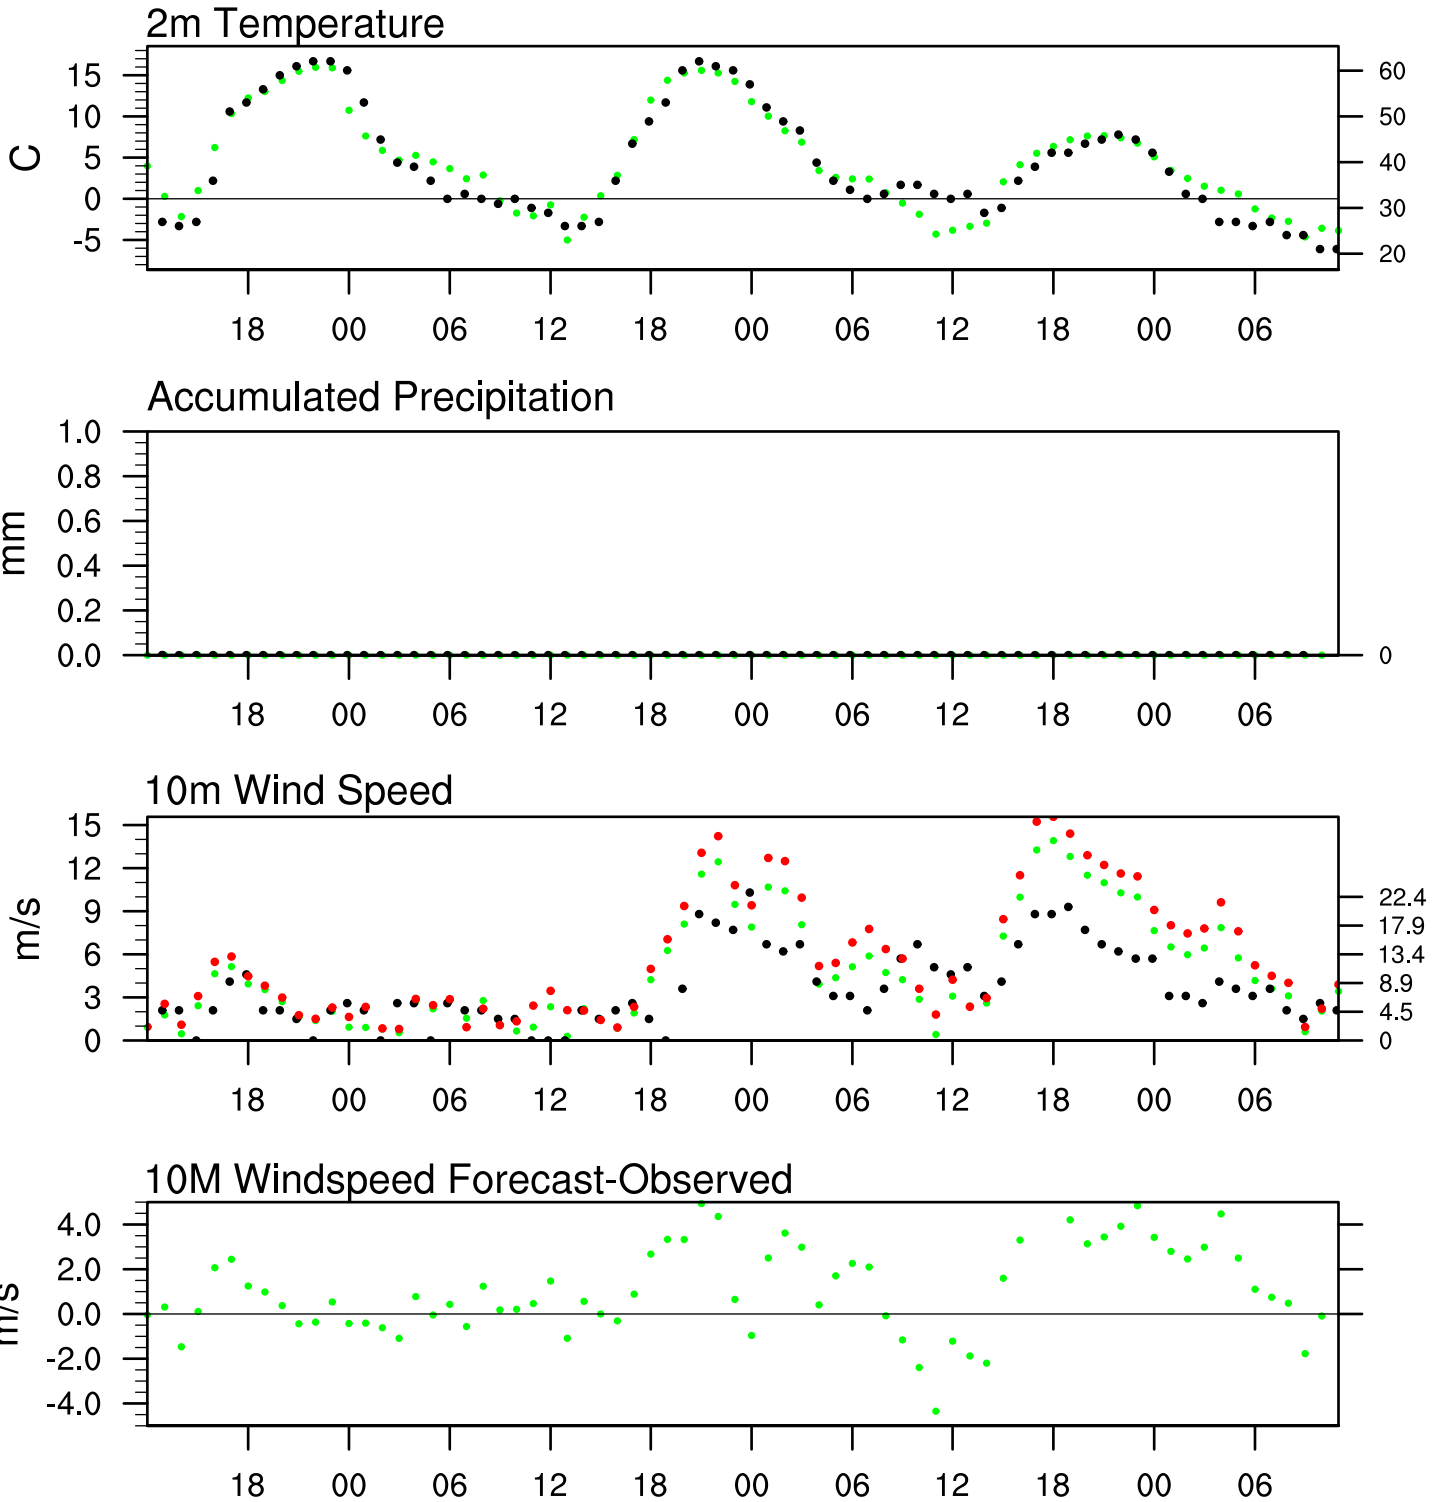 2m Temperature
C
15
10
5
0
-5
60
50
40
30
20
18 00 06 12 18 00 06 12 18 00 06
Accumulated Precipitation
mm
1.0
0.8
0.6
0.4
0.2
0.0
0
18 00 06 12 18 00 06 12 18 00 06
10m Wind Speed
m/s
15
12
9
6
3
0
22.4
17.9
13.4
8.9
4.5
0
18 00 06 12 18 00 06 12 18 00 06
10M Windspeed Forecast-Observed
m/s
4.0
2.0
0.0
-2.0
-4.0
18 00 06 12 18 00 06 12 18 00 06